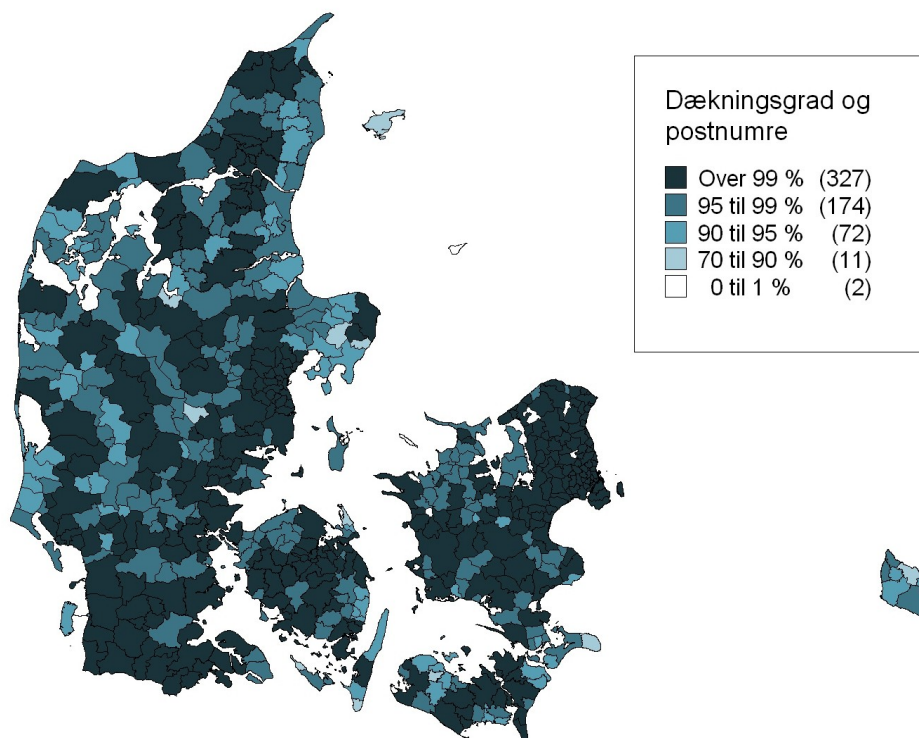 Dækningsgrad og
postnumre
Over 99 % (327)
95 til 99 % (174)
90 til 95 % (72)
70 til 90 % (11)
0 til 1 % (2)